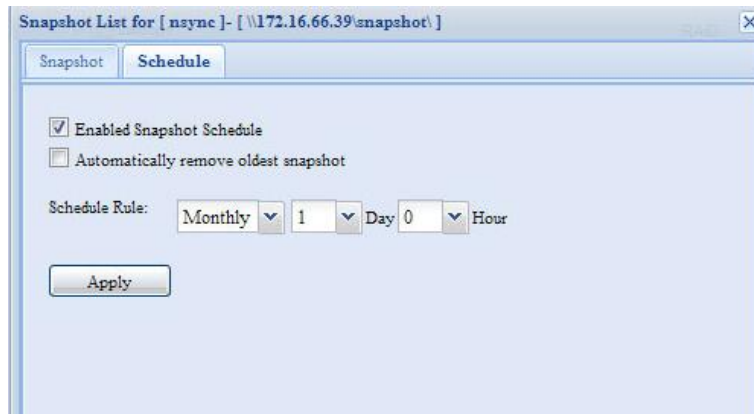 Snapshot List for [ nsync ]- [ \\172.16.66.39\snapshot\ ]
RAID
Snapshot
Schedule
Enabled Snapshot Schedule
Automatically remove oldest snapshot
Schedule Rule: Monthly 1 Day 0 Hour
Apply